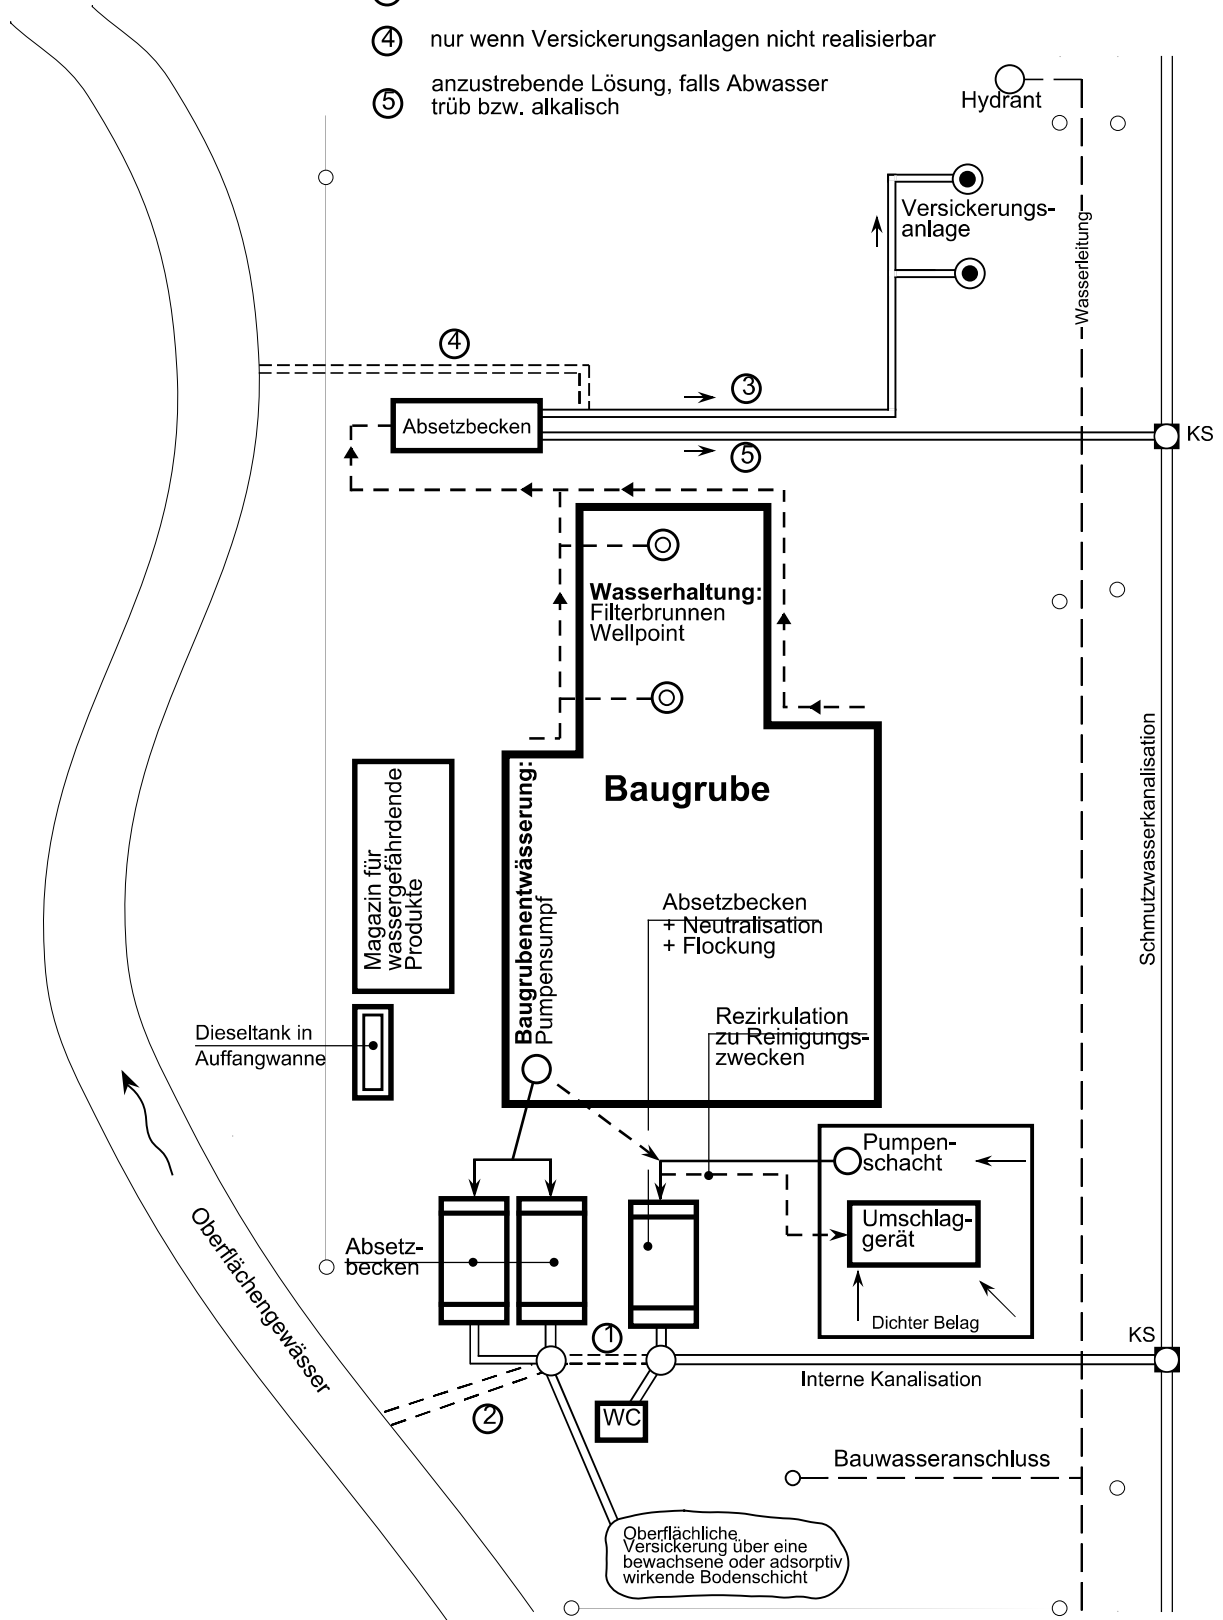 ④ nur wenn Versickerungsanlagen nicht realisierbar
⑤ anzustrebende Lösung, falls Abwasser
trüb bzw. alkalisch
Hydrant
Versickerungs-
anlage
Wasserleitung
④
③
Absetzbecken
⑤
KS
Wasserhaltung:
Filterbrunnen
Wellpoint
Baugrube
Schmutzwasserkanalisation
Magazin für
wassergefährdende
Produkte
Baugrubenentwässerung:
Pumpensumpf
Absetzbecken
+ Neutralisation
+ Flockung
Rezirkulation
zu Reinigungs-
zwecken
Dieseltank in
Auffangwanne
Pumpen-
schacht
Umschlag-
gerät
Dichter Belag
Oberflächengewässer
Absetz-
becken
①
KS
Interne Kanalisation
②
WC
Bauwasseranschluss
Oberflächliche
Versickerung über eine
bewachsene oder adsorptiv
wirkende Bodenschicht